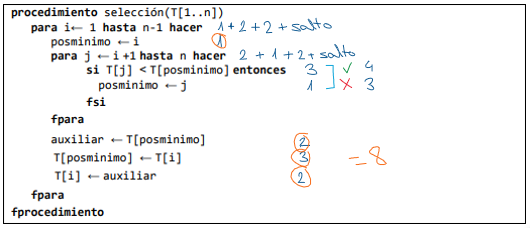 procedimiento selección(T[1..n])
para i← 1 hasta n-1 hacer 1+2+2+salto
posminimo ← i 1
para j ← i +1 hasta n hacer 2+1+2+salto
si T[j] < T[posminimo] entonces 3 ✓ 4
posminimo ← j 1 ✗ 3
fsi
fpara
auxiliar ← T[posminimo] 2
T[posminimo] ← T[i] 3 = 8
T[i] ← auxiliar 2
fpara
fprocedimiento